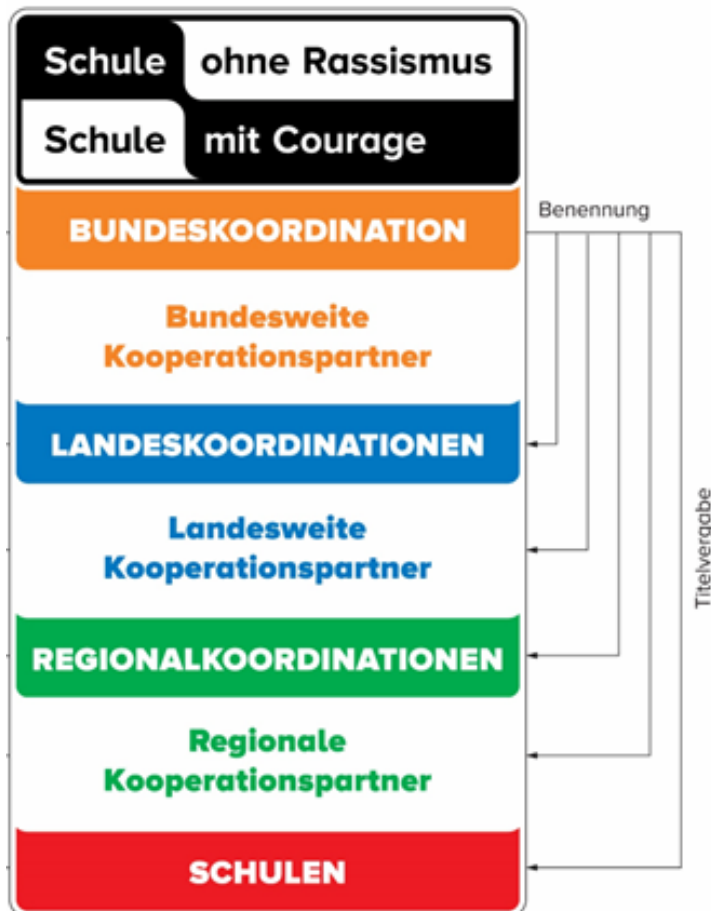 Schule ohne Rassismus
Schule mit Courage
BUNDESKOORDINATION
Benennung
Bundesweite
Kooperationspartner
LANDESKOORDINATIONEN
Landesweite
Kooperationspartner
Titelvergabe
REGIONALKOORDINATIONEN
Regionale
Kooperationspartner
SCHULEN